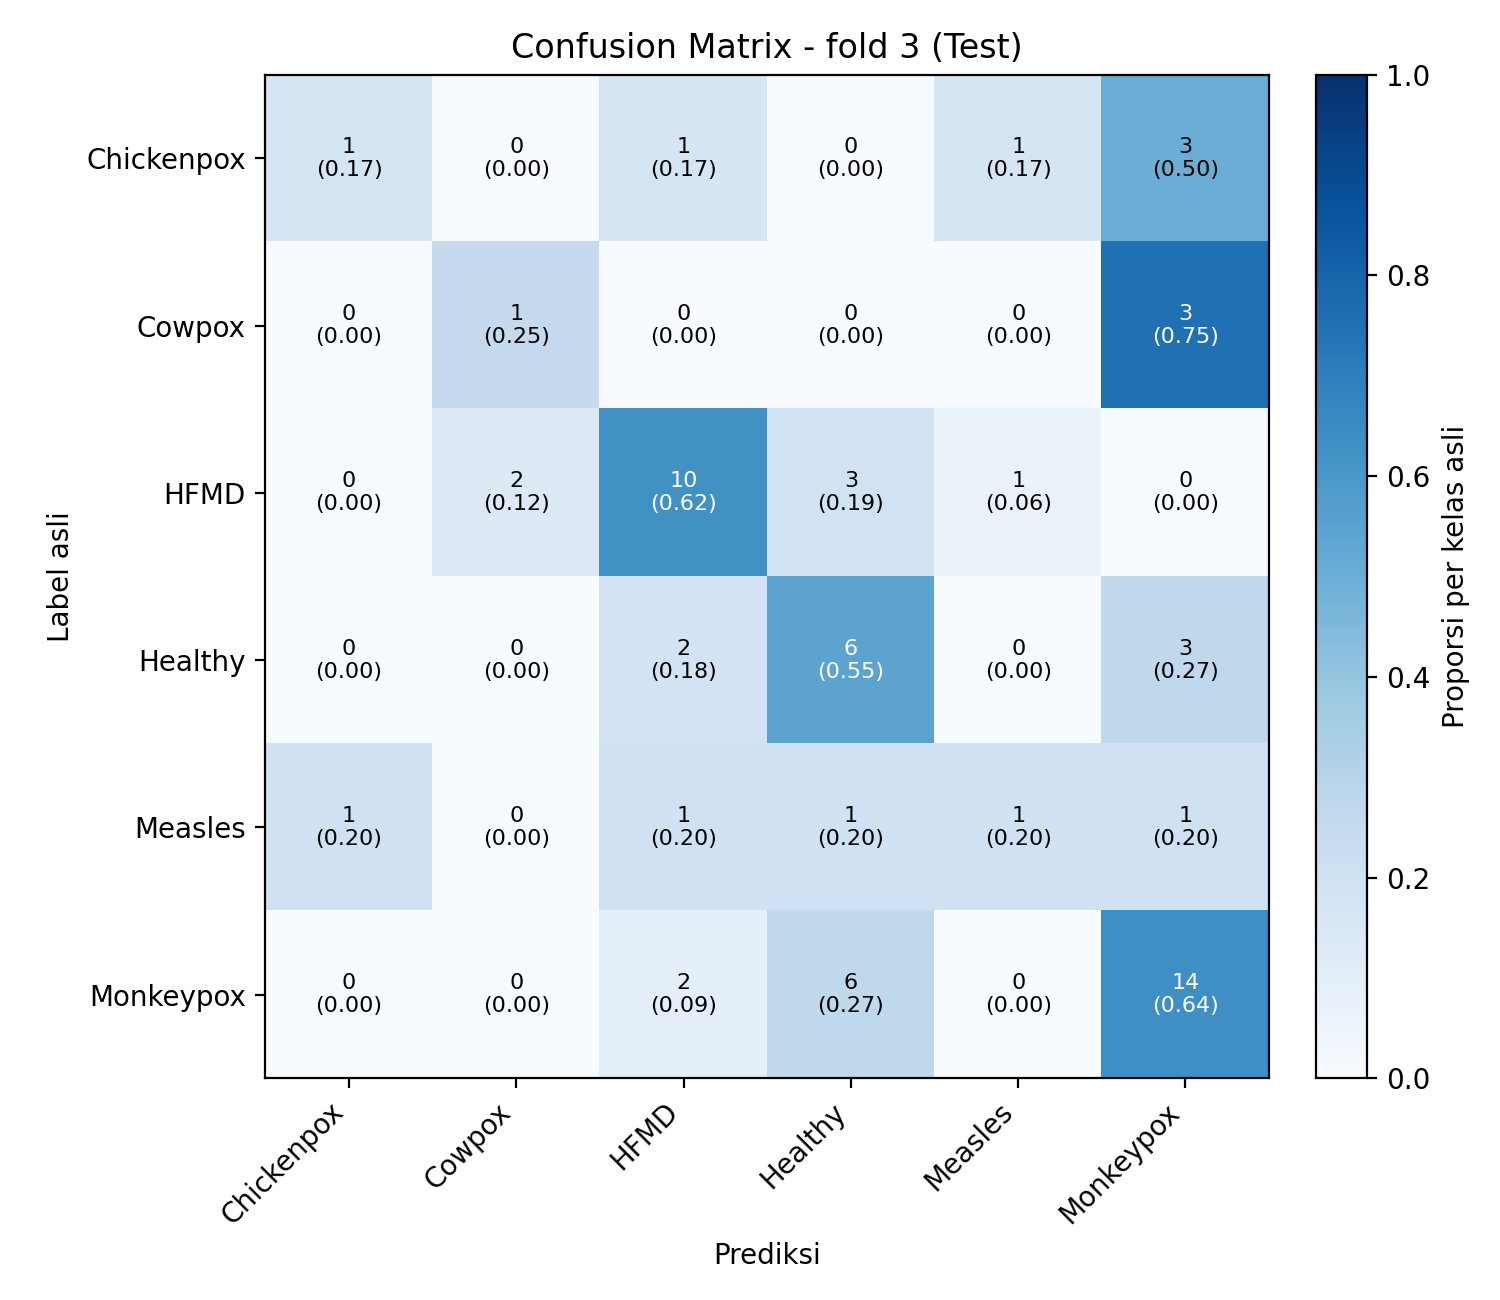 Confusion Matrix - fold 3 (Test)
Label asli
Chickenpox
1 0 1 0 1 3
(0.17) (0.00) (0.17) (0.00) (0.17) (0.50)
Cowpox
0 1 0 0 0 3
(0.00) (0.25) (0.00) (0.00) (0.00) (0.75)
HFMD
0 2 10 3 1 0
(0.00) (0.12) (0.62) (0.19) (0.06) (0.00)
Healthy
0 0 2 6 0 3
(0.00) (0.00) (0.18) (0.55) (0.00) (0.27)
Measles
1 0 1 1 1 1
(0.20) (0.00) (0.20) (0.20) (0.20) (0.20)
Monkeypox
0 0 2 6 0 14
(0.00) (0.00) (0.09) (0.27) (0.00) (0.64)
Chickenpox
Cowpox
HFMD
Healthy
Measles
Monkeypox
Prediksi
1.0
0.8
0.6
0.4
0.2
0.0
Proporsi per kelas asli